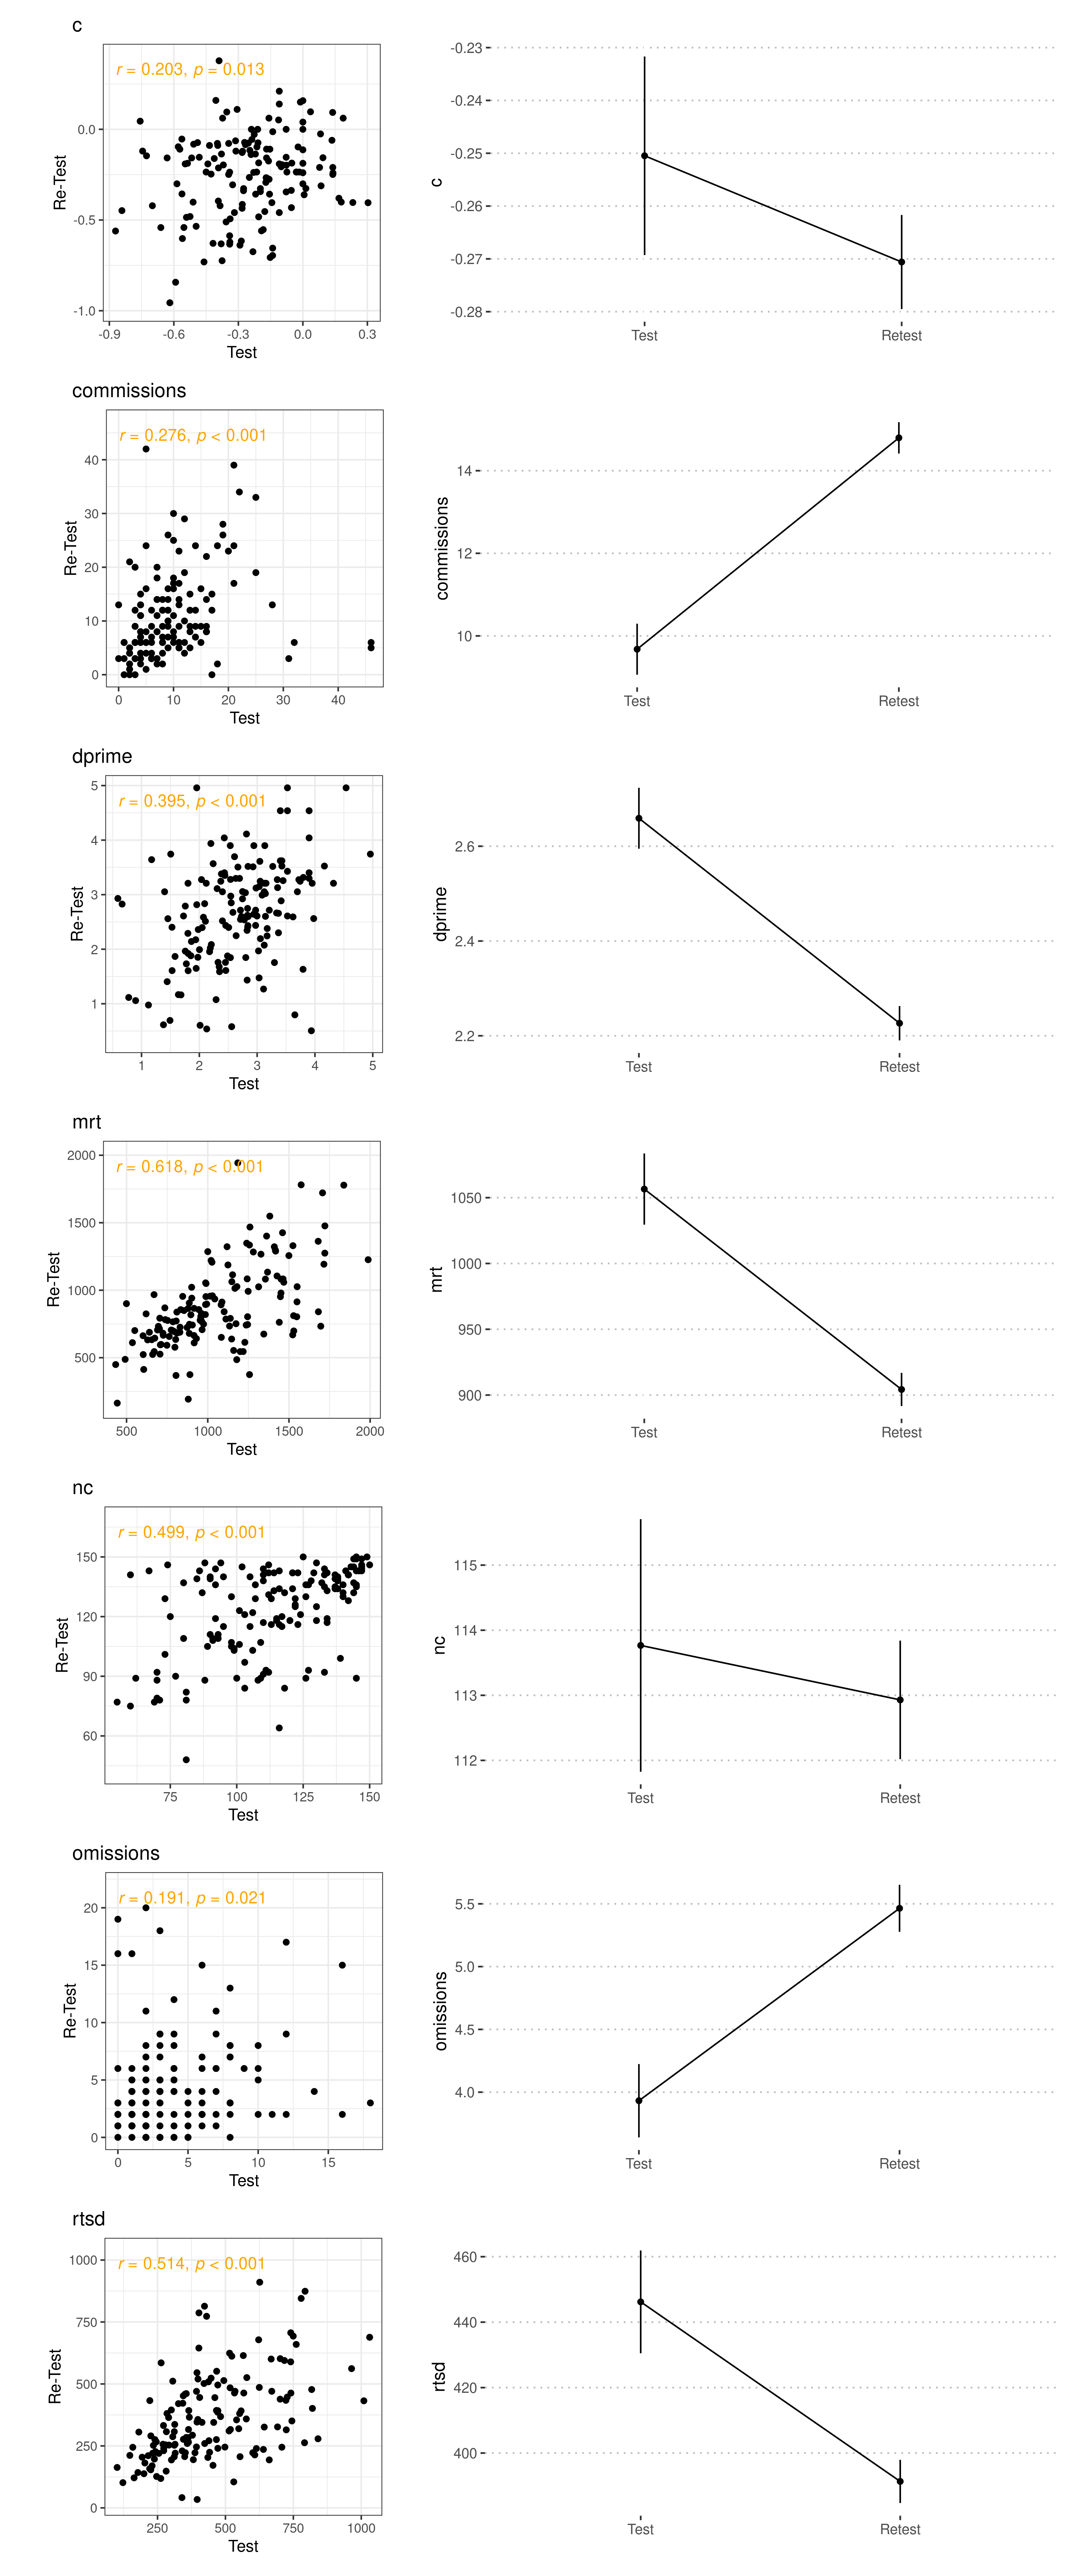 c
r = 0.203, p = 0.013
0.0
-0.5
-1.0
Re-Test
-0.9 -0.6 -0.3 0.0 0.3
Test
-0.23
-0.24
-0.25
-0.26
-0.27
-0.28
c
Test Retest
commissions
r = 0.276, p < 0.001
40
30
20
10
0
Re-Test
0 10 20 30 40
Test
14
12
10
commissions
Test Retest
dprime
r = 0.395, p < 0.001
5
4
3
2
1
Re-Test
1 2 3 4 5
Test
2.6
2.4
2.2
dprime
Test Retest
mrt
r = 0.618, p < 0.001
2000
1500
1000
500
Re-Test
500 1000 1500 2000
Test
1050
1000
950
900
mrt
Test Retest
nc
r = 0.499, p < 0.001
150
120
90
60
Re-Test
75 100 125 150
Test
115
114
113
112
nc
Test Retest
omissions
r = 0.191, p = 0.021
20
15
10
5
0
Re-Test
0 5 10 15
Test
5.5
5.0
4.5
4.0
omissions
Test Retest
rtsd
r = 0.514, p < 0.001
1000
750
500
250
0
Re-Test
250 500 750 1000
Test
460
440
420
400
rtsd
Test Retest